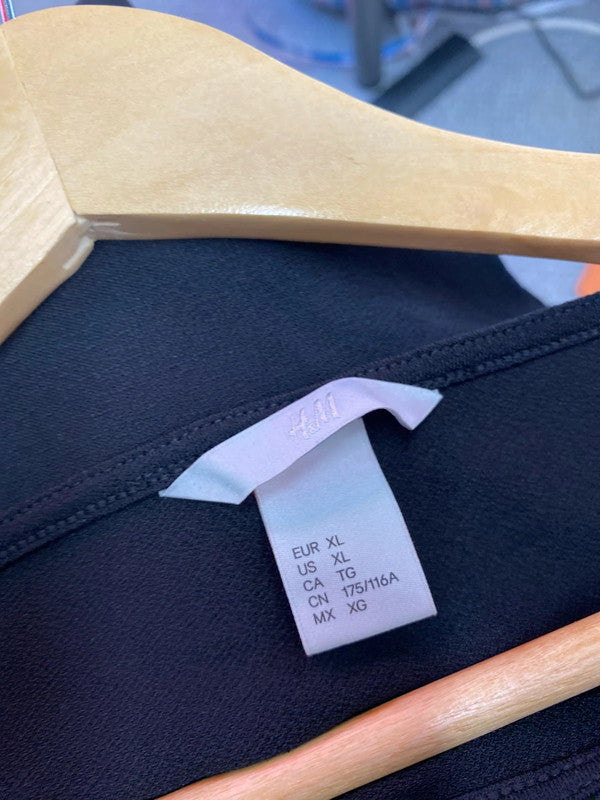 H&M
EUR XL
US XL
CA TG
CN 175/116A
MX XG